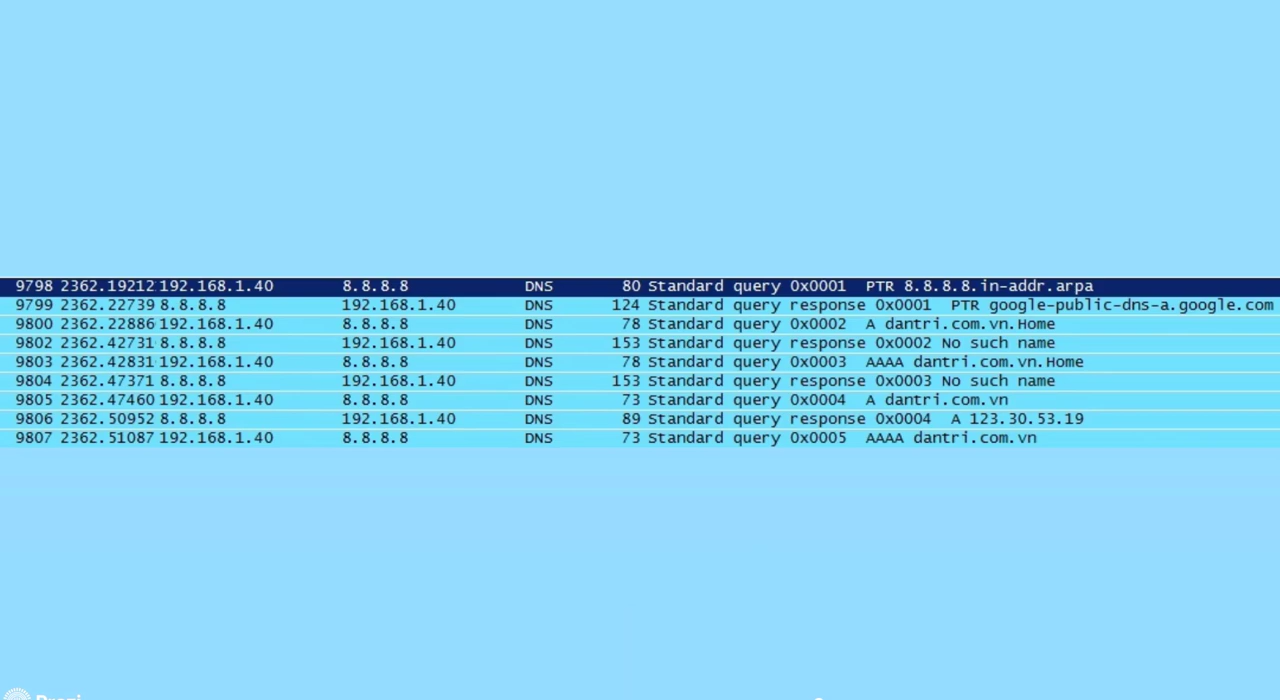 9798 2362.19212 192.168.1.40 8.8.8.8 DNS 80 Standard query 0x0001 PTR 8.8.8.8.in-addr.arpa
9799 2362.22739 8.8.8.8 192.168.1.40 DNS 124 Standard query response 0x0001 PTR google-public-dns-a.google.com
9800 2362.22886 192.168.1.40 8.8.8.8 DNS 78 Standard query 0x0002 A dantri.com.vn.Home
9802 2362.42731 8.8.8.8 192.168.1.40 DNS 153 Standard query response 0x0002 No such name
9803 2362.42831 192.168.1.40 8.8.8.8 DNS 78 Standard query 0x0003 AAAA dantri.com.vn.Home
9804 2362.47371 8.8.8.8 192.168.1.40 DNS 153 Standard query response 0x0003 No such name
9805 2362.47460 192.168.1.40 8.8.8.8 DNS 73 Standard query 0x0004 A dantri.com.vn
9806 2362.50952 8.8.8.8 192.168.1.40 DNS 89 Standard query response 0x0004 A 123.30.53.19
9807 2362.51087 192.168.1.40 8.8.8.8 DNS 73 Standard query 0x0005 AAAA dantri.com.vn